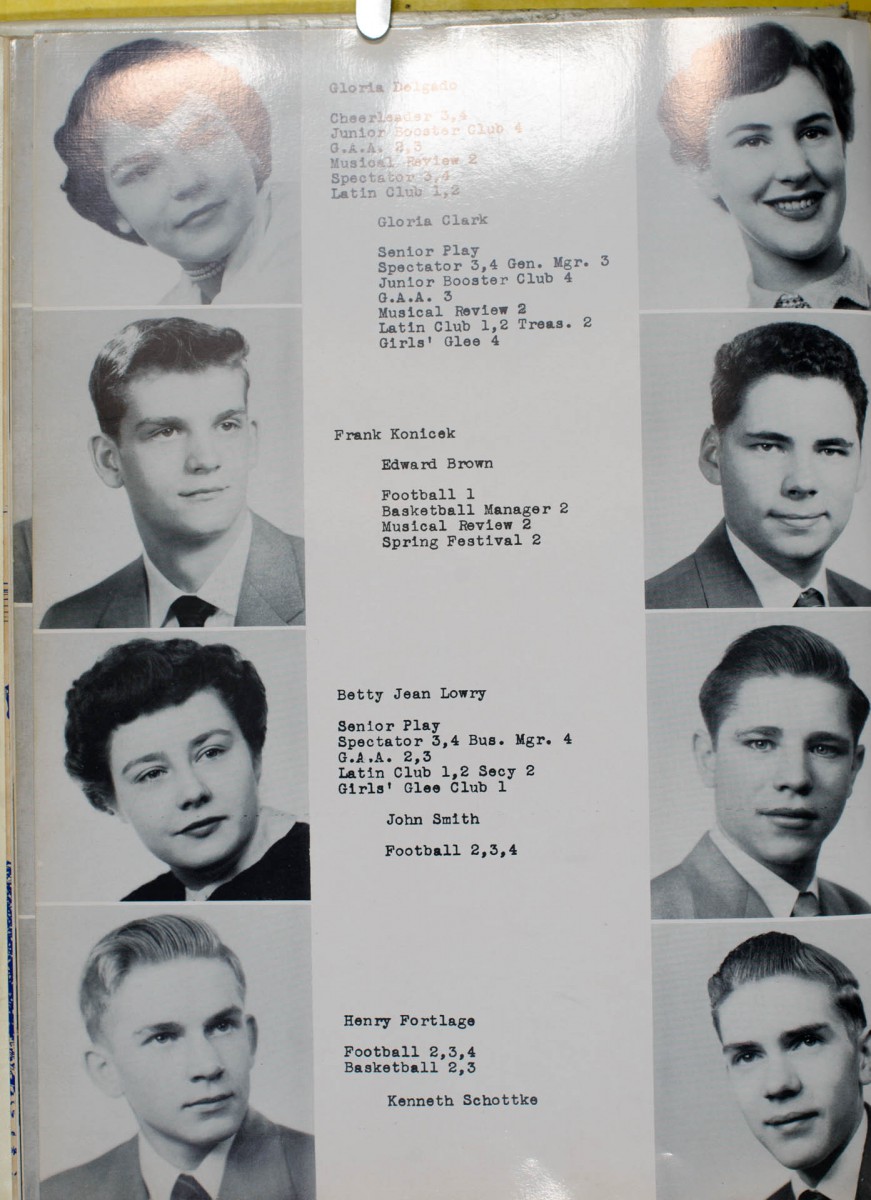 Gloria Delgado
Cheerleader 3,4
Junior Booster Club 4
G.A.A. 2,3
Musical Review 2
Spectator 3,4
Latin Club 1,2
Gloria Clark
Senior Play
Spectator 3,4 Gen. Mgr. 3
Junior Booster Club 4
G.A.A. 3
Musical Review 2
Latin Club 1,2 Treas. 2
Girls' Glee 4
Frank Konicek
Edward Brown
Football 1
Basketball Manager 2
Musical Review 2
Spring Festival 2
Betty Jean Lowry
Senior Play
Spectator 3,4 Bus. Mgr. 4
G.A.A. 2,3
Latin Club 1,2 Secy 2
Girls' Glee Club 1
John Smith
Football 2,3,4
Henry Fortlage
Football 2,3,4
Basketball 2,3
Kenneth Schottke